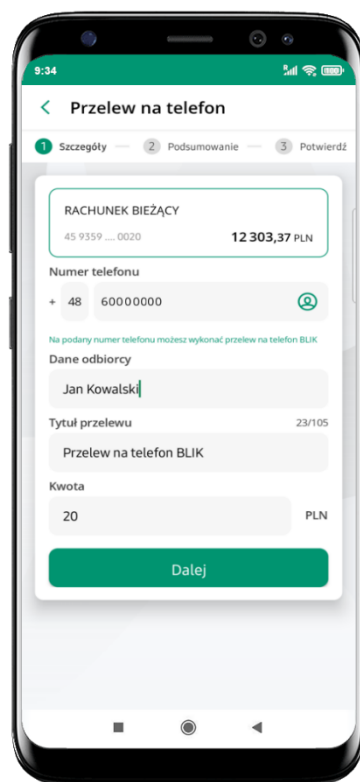 9:34
Przelew na telefon
1 Szczegóły 2 Podsumowanie 3 Potwierdź
RACHUNEK BIEŻĄCY
45 9359 .... 0020 12 303,37 PLN
Numer telefonu
+ 48 60000000
Na podany numer telefonu możesz wykonać przelew na telefon BLIK
Dane odbiorcy
Jan Kowalski
Tytuł przelewu 23/105
Przelew na telefon BLIK
Kwota
20 PLN
Dalej